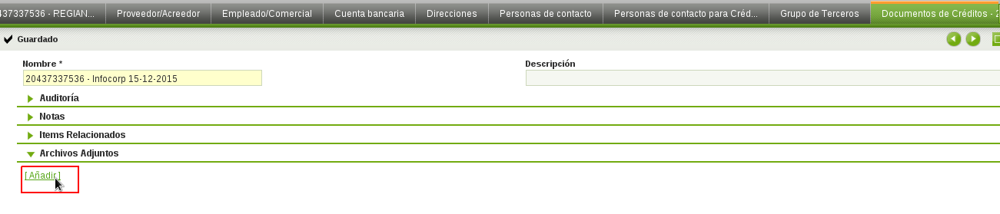 437337536 - REGIAN... Proveedor/Acreedor Empleado/Comercial Cuenta bancaria Direcciones Personas de contacto Personas de contacto para Créd... Grupo de Terceros Documentos de Créditos - 2
Guardado
Nombre * Descripción
20437337536 - Infocorp 15-12-2015
Auditoría
Notas
Items Relacionados
Archivos Adjuntos
[ Añadir ]